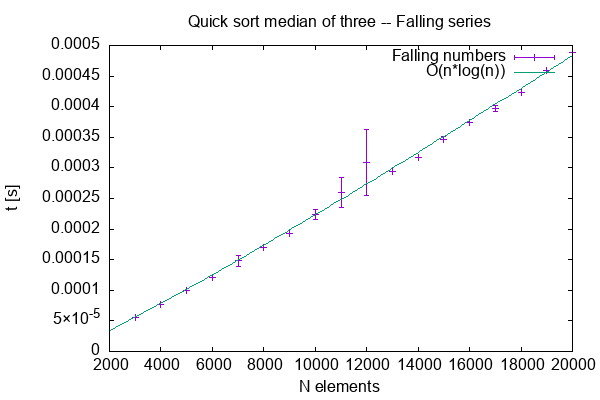 Quick sort median of three -- Falling series
Falling numbers
O(n*log(n))
t [s]
0.0005
0.00045
0.0004
0.00035
0.0003
0.00025
0.0002
0.00015
0.0001
5×10⁻⁵
0
2000 4000 6000 8000 10000 12000 14000 16000 18000 20000
N elements